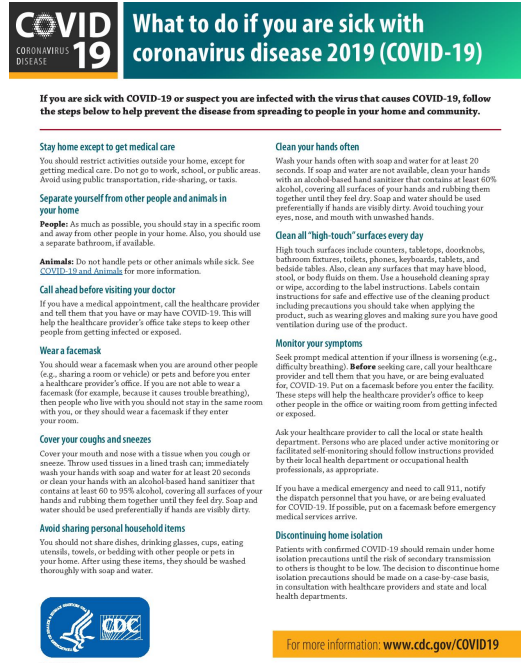 COVID
CORONAVIRUS
DISEASE
19
What to do if you are sick with
coronavirus disease 2019 (COVID-19)
If you are sick with COVID-19 or suspect you are infected with the virus that causes COVID-19, follow
the steps below to help prevent the disease from spreading to people in your home and community.
Stay home except to get medical care
You should restrict activities outside your home, except for
getting medical care. Do not go to work, school, or public areas.
Avoid using public transportation, ride-sharing, or taxis.
Separate yourself from other people and animals in
your home
People: As much as possible, you should stay in a specific room
and away from other people in your home. Also, you should use
a separate bathroom, if available.
Animals: Do not handle pets or other animals while sick. See
COVID-19 and Animals for more information.
Call ahead before visiting your doctor
If you have a medical appointment, call the healthcare provider
and tell them that you have or may have COVID-19. This will
help the healthcare provider's office take steps to keep other
people from getting infected or exposed.
Wear a facemask
You should wear a facemask when you are around other people
(e.g., sharing a room or vehicle) or pets and before you enter
a healthcare provider's office. If you are not able to wear a
facemask (for example, because it causes trouble breathing),
then people who live with you should not stay in the same room
with you, or they should wear a facemask if they enter
your room.
Cover your coughs and sneezes
Cover your mouth and nose with a tissue when you cough or
sneeze. Throw used tissues in a lined trash can; immediately
wash your hands with soap and water for at least 20 seconds
or clean your hands with an alcohol-based hand sanitizer that
contains at least 60 to 95% alcohol, covering all surfaces of your
hands and rubbing them together until they feel dry. Soap and
water should be used preferentially if hands are visibly dirty.
Avoid sharing personal household items
You should not share dishes, drinking glasses, cups, eating
utensils, towels, or bedding with other people or pets in
your home. After using these items, they should be washed
thoroughly with soap and water.
Clean your hands often
Wash your hands often with soap and water for at least 20
seconds. If soap and water are not available, clean your hands
with an alcohol-based hand sanitizer that contains at least 60%
alcohol, covering all surfaces of your hands and rubbing them
together until they feel dry. Soap and water should be used
preferentially if hands are visibly dirty. Avoid touching your
eyes, nose, and mouth with unwashed hands.
Clean all "high-touch" surfaces every day
High touch surfaces include counters, tabletops, doorknobs,
bathroom fixtures, toilets, phones, keyboards, tablets, and
bedside tables. Also, clean any surfaces that may have blood,
stool, or body fluids on them. Use a household cleaning spray
or wipe, according to the label instructions. Labels contain
instructions for safe and effective use of the cleaning product
including precautions you should take when applying the
product, such as wearing gloves and making sure you have good
ventilation during use of the product.
Monitor your symptoms
Seek prompt medical attention if your illness is worsening (e.g.,
difficulty breathing). Before seeking care, call your healthcare
provider and tell them that you have, or are being evaluated
for, COVID-19. Put on a facemask before you enter the facility.
These steps will help the healthcare provider's office to keep
other people in the office or waiting room from getting infected
or exposed.
Ask your healthcare provider to call the local or state health
department. Persons who are placed under active monitoring or
facilitated self-monitoring should follow instructions provided
by their local health department or occupational health
professionals, as appropriate.
If you have a medical emergency and need to call 911, notify
the dispatch personnel that you have, or are being evaluated
for COVID-19. If possible, put on a facemask before emergency
medical services arrive.
Discontinuing home isolation
Patients with confirmed COVID-19 should remain under home
isolation precautions until the risk of secondary transmission
to others is thought to be low. The decision to discontinue home
isolation precautions should be made on a case-by-case basis,
in consultation with healthcare providers and state and local
health departments.
CDC
For more information: www.cdc.gov/COVID19